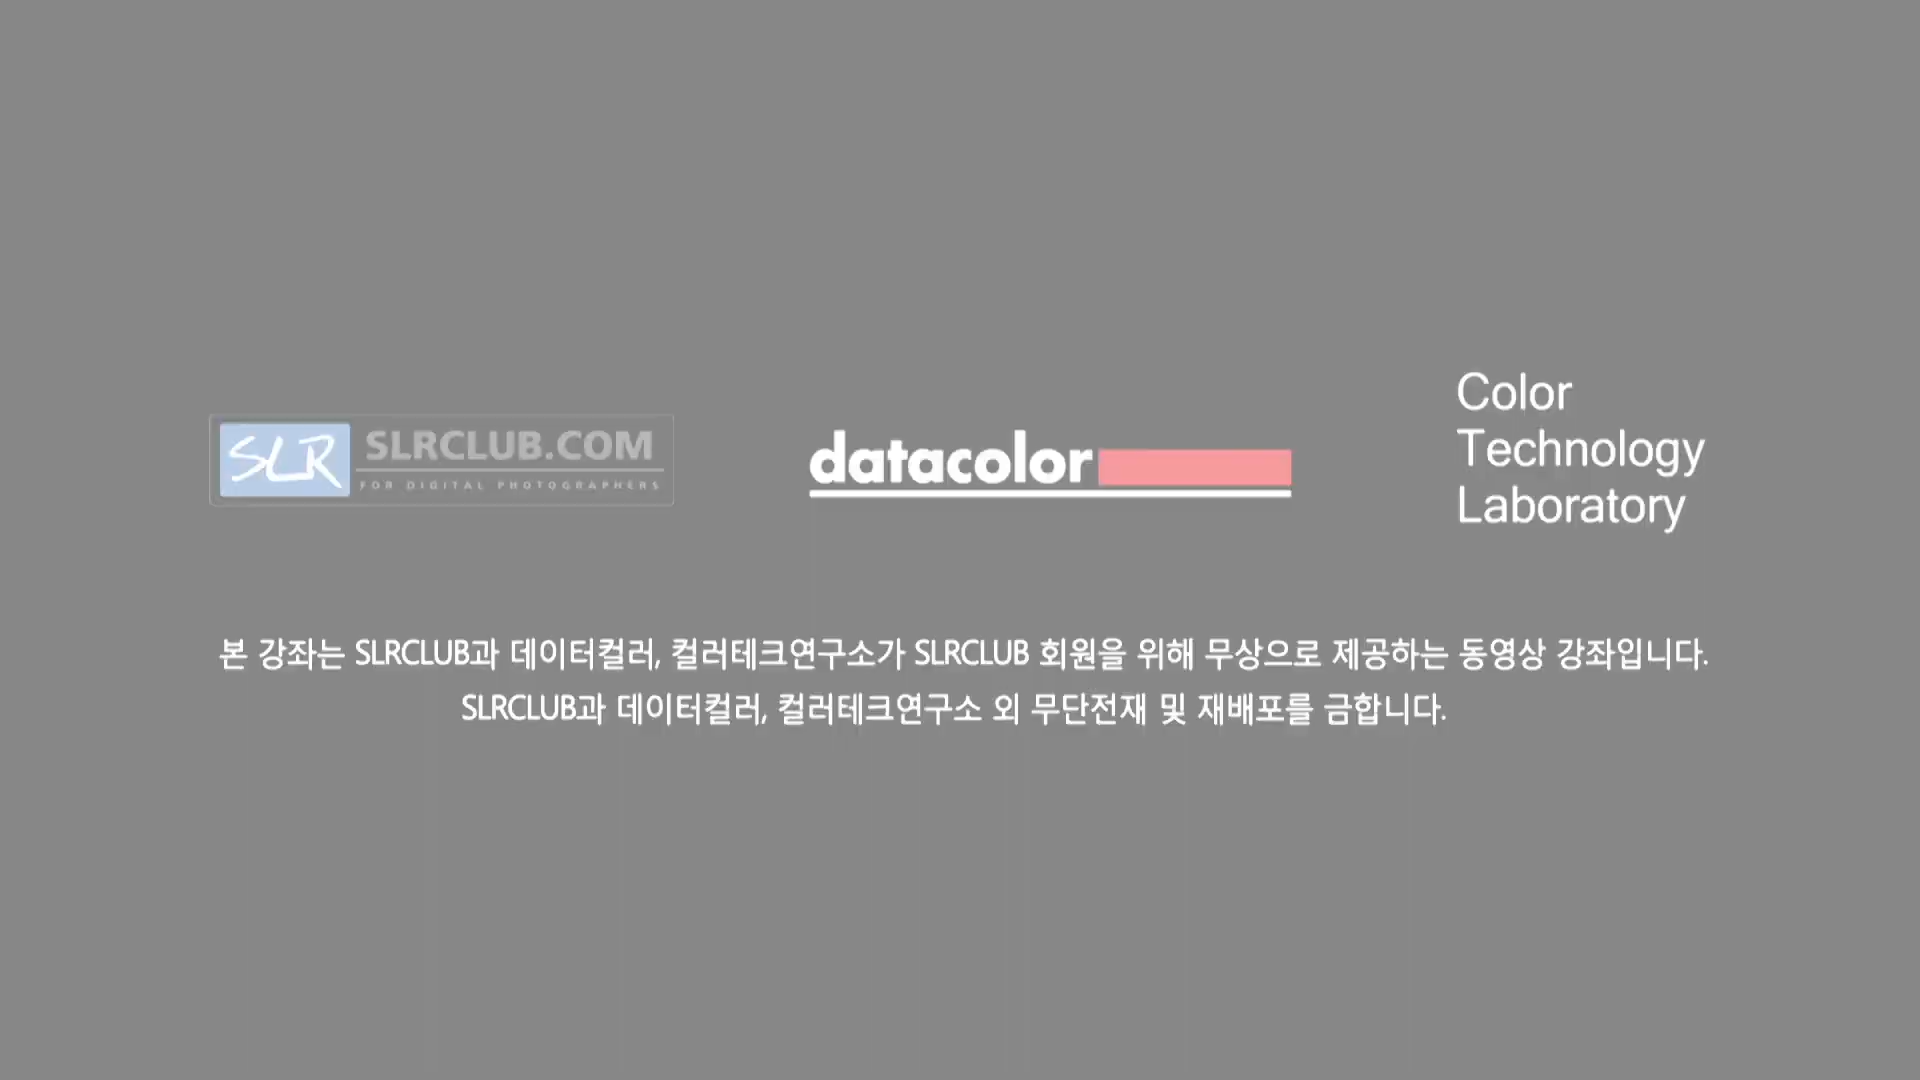 SLR SLRCLUB.COM
FOR DIGITAL PHOTOGRAPHERS
datacolor
Color
Technology
Laboratory
본 강좌는 SLRCLUB과 데이터컬러, 컬러테크연구소가 SLRCLUB 회원을 위해 무상으로 제공하는 동영상 강좌입니다.
SLRCLUB과 데이터컬러, 컬러테크연구소 외 무단전재 및 재배포를 금합니다.